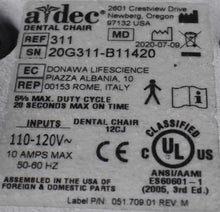 adec
DENTAL CHAIR
2601 Crestview Drive
Newberg, Oregon
97132 USA
REF 311
MD
2020-07-09
SN 20G311-B11420
EC REP
DONAWA LIFESCIENCE
PIAZZA ALBANIA, 10
00153 ROME, ITALY
5% MAX. DUTY CYCLE
20 SECONDS MAX ON TIME
INPUTS
110-120V~
10 AMPS MAX
50-60 HZ
DENTAL CHAIR
12CJ
CLASSIFIED
UL
C US
ANSI/AAMI
ES60601-1
(2005, 3rd Ed.)
ASSEMBLED IN THE USA OF
FOREIGN & DOMESTIC PARTS
Label P/N 051.709.01 REV. M